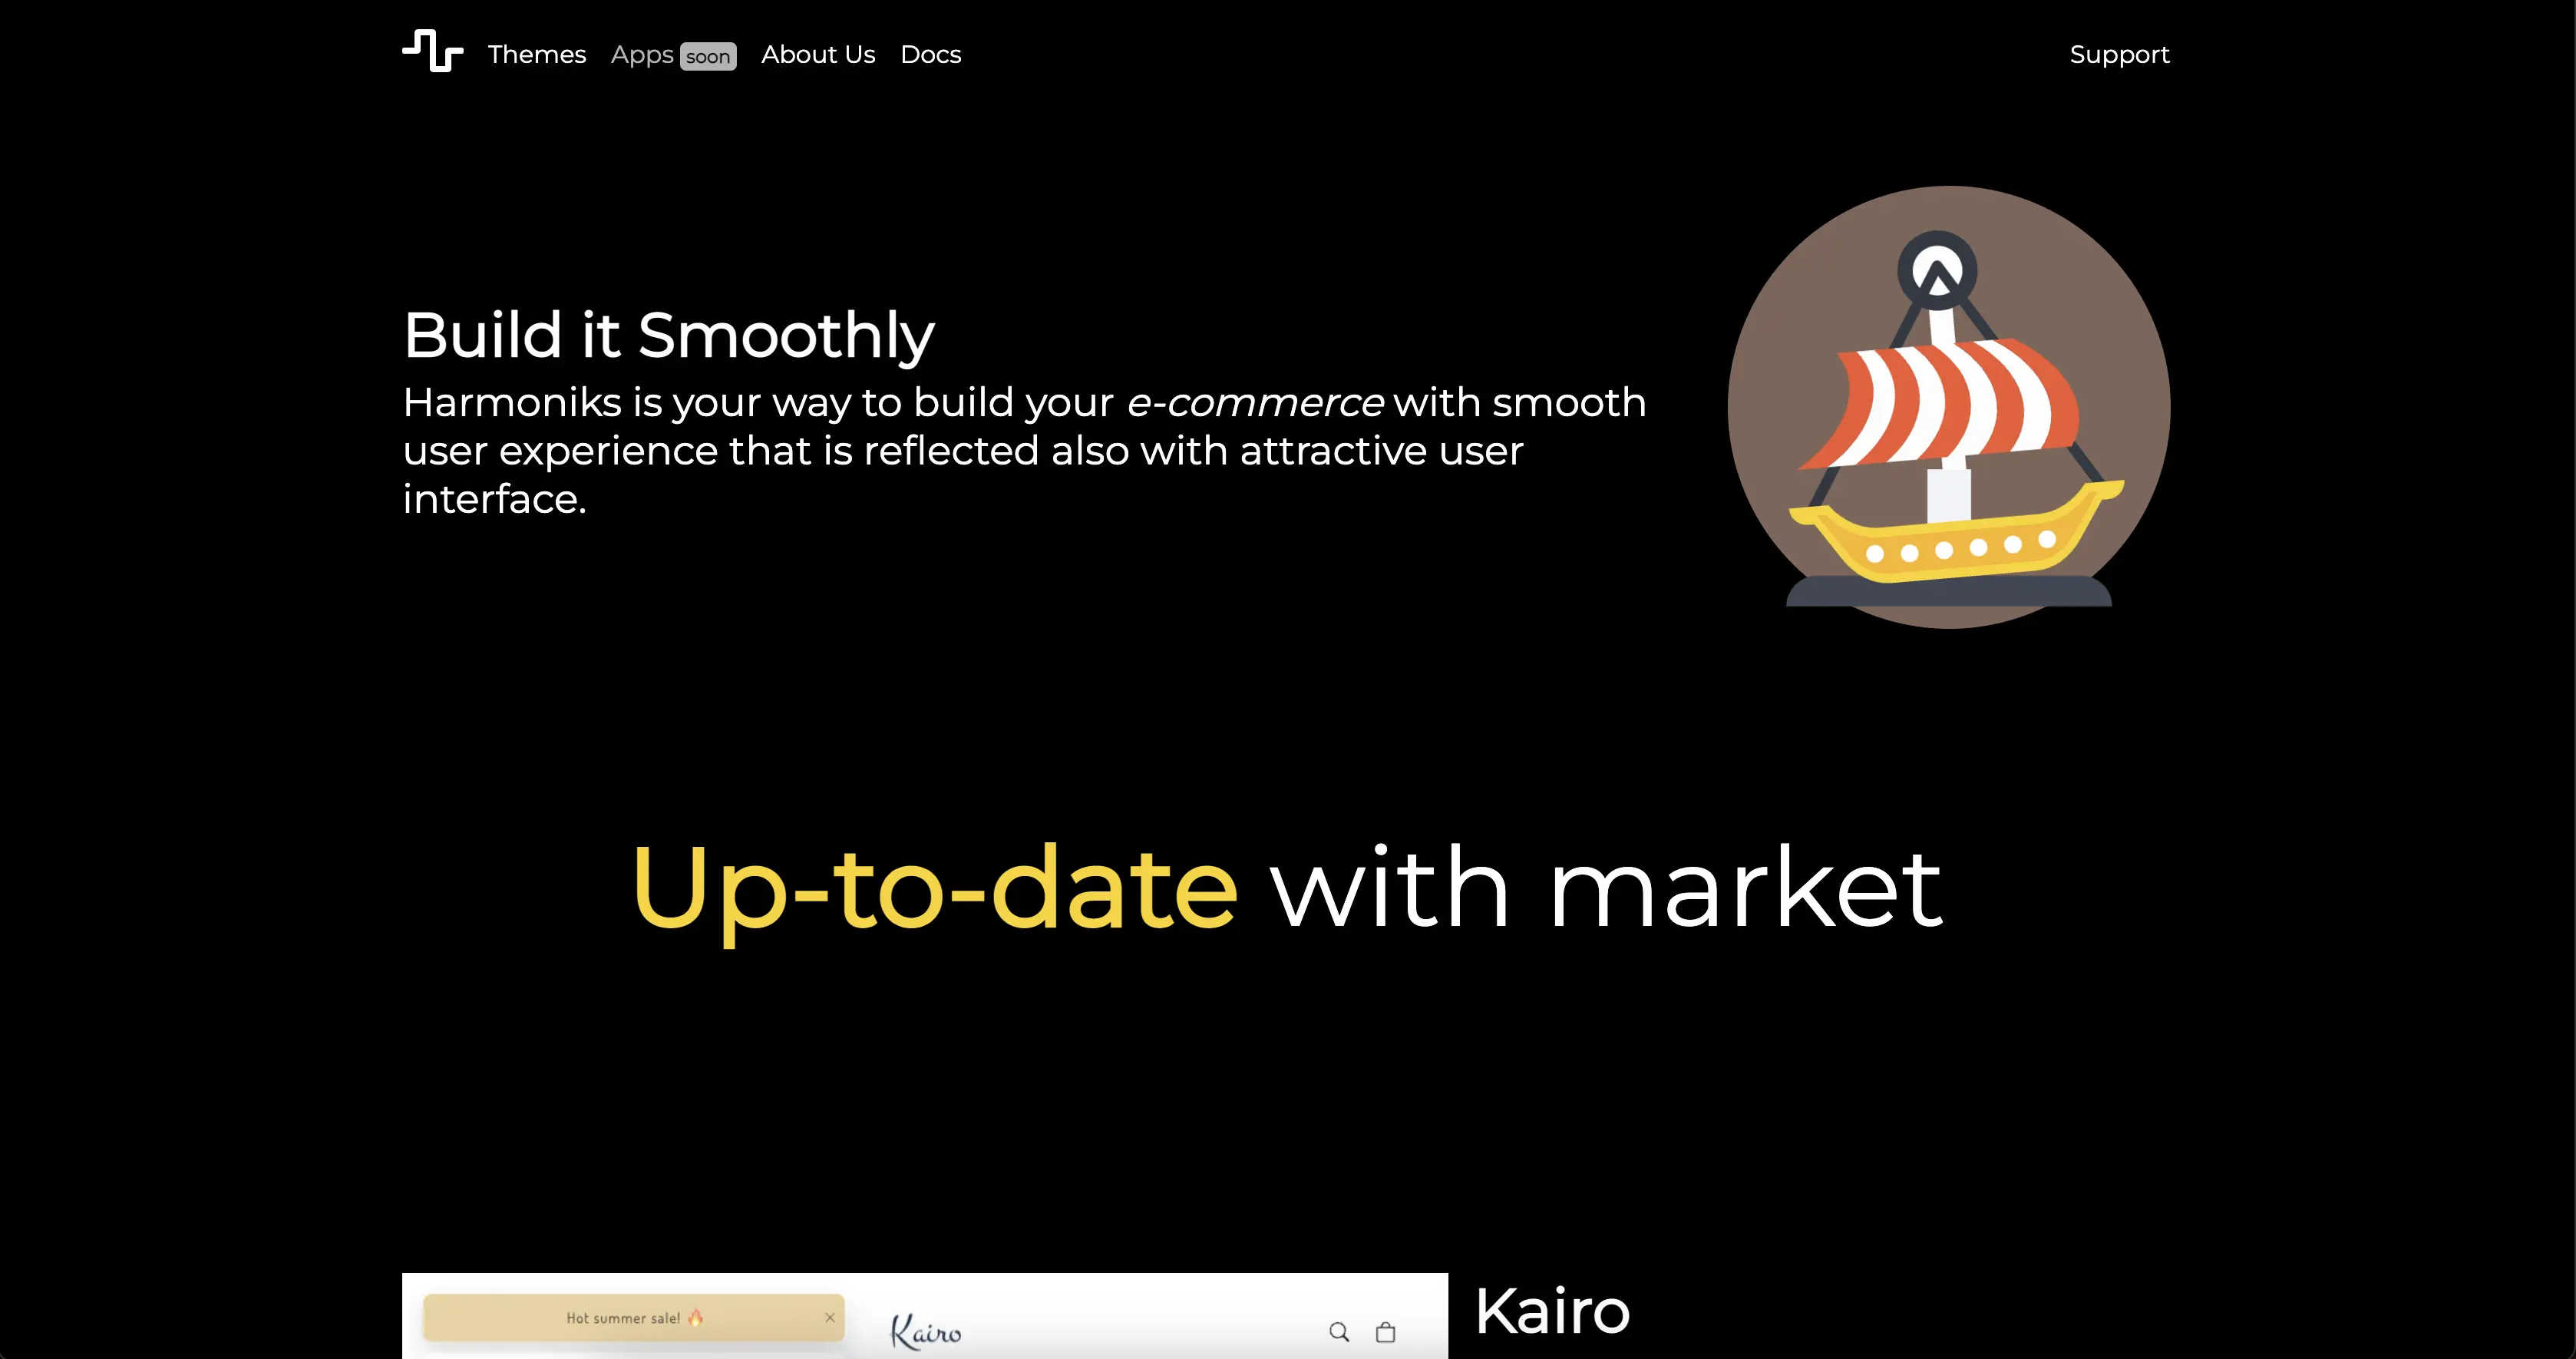 Themes Apps soon About Us Docs Support
Build it Smoothly
Harmoniks is your way to build your e-commerce with smooth
user experience that is reflected also with attractive user
interface.
Up-to-date with market
Hot summer sale! 🔥
Kairo
Kairo